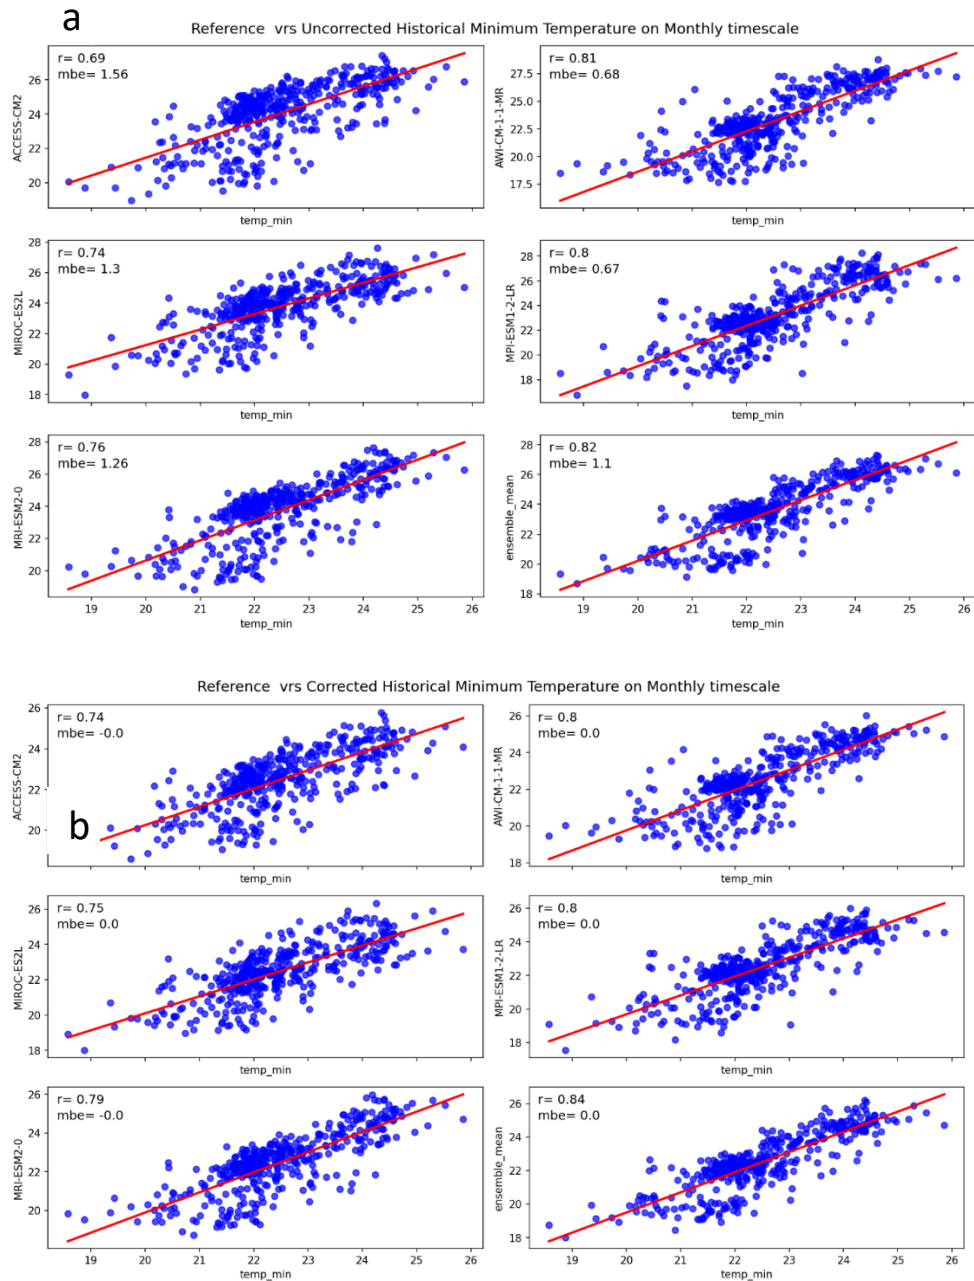 a
Reference vrs Uncorrected Historical Minimum Temperature on Monthly timescale
r= 0.69
mbe= 1.56
ACCESS-CM2
26
24
22
20
temp_min
r= 0.81
mbe= 0.68
AWI-CM-1-1-MR
27.5
25.0
22.5
20.0
17.5
temp_min
r= 0.74
mbe= 1.3
MIROC-ES2L
28
26
24
22
20
18
temp_min
r= 0.8
mbe= 0.67
MPI-ESM1-2-LR
28
26
24
22
20
18
temp_min
r= 0.76
mbe= 1.26
MRI-ESM2-0
28
26
24
22
20
19 20 21 22 23 24 25 26
temp_min
r= 0.82
mbe= 1.1
ensemble_mean
28
26
24
22
20
18
19 20 21 22 23 24 25 26
temp_min
Reference vrs Corrected Historical Minimum Temperature on Monthly timescale
r= 0.74
mbe= -0.0
ACCESS-CM2
26
24
22
20
b
temp_min
r= 0.8
mbe= 0.0
AWI-CM-1-1-MR
26
24
22
20
18
temp_min
r= 0.75
mbe= 0.0
MIROC-ES2L
26
24
22
20
18
temp_min
r= 0.8
mbe= 0.0
MPI-ESM1-2-LR
26
24
22
20
18
temp_min
r= 0.79
mbe= -0.0
MRI-ESM2-0
26
24
22
20
19 20 21 22 23 24 25 26
temp_min
r= 0.84
mbe= 0.0
ensemble_mean
26
24
22
20
18
19 20 21 22 23 24 25 26
temp_min